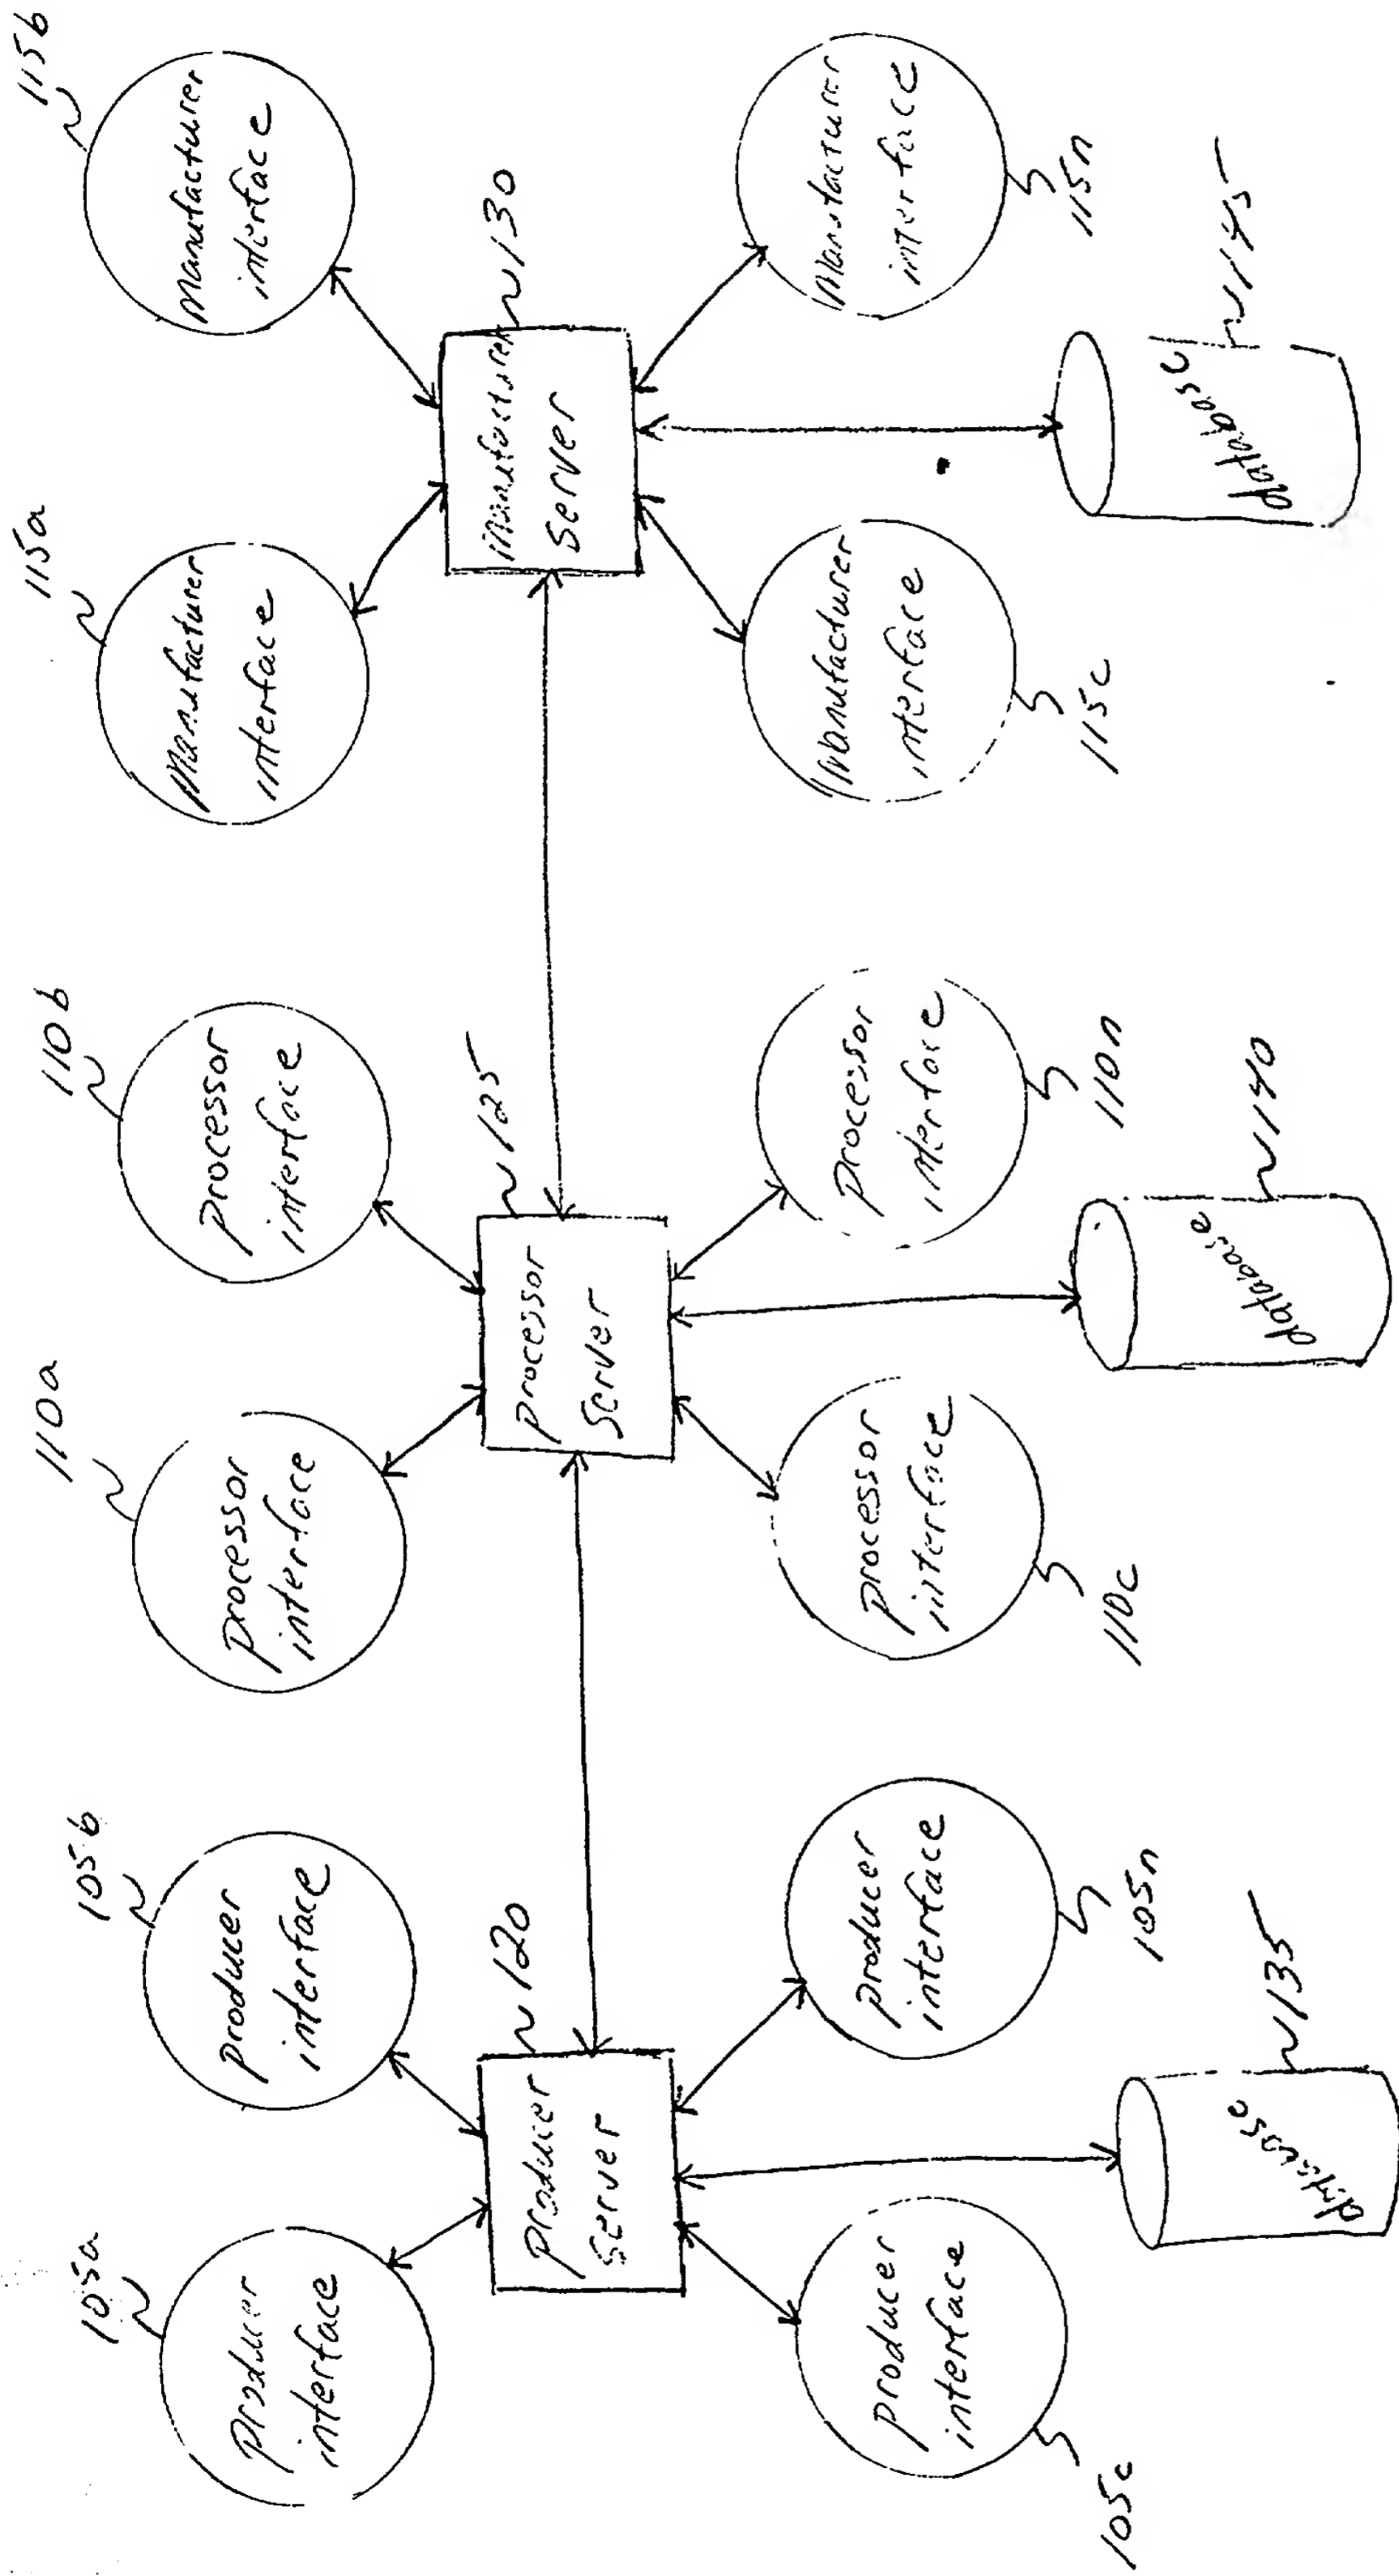 105a
105b
110a
110b
115a
115b
producer
interface
producer
interface
processor
interface
processor
interface
Manufacturer
interface
Manufacturer
interface
producer
server
120
processor
server
125
Manufacturer
server
130
producer
interface
producer
interface
processor
interface
processor
interface
Manufacturer
interface
Manufacturer
interface
105c
105n
110c
110n
115c
115n
database
135
database
140
database
145